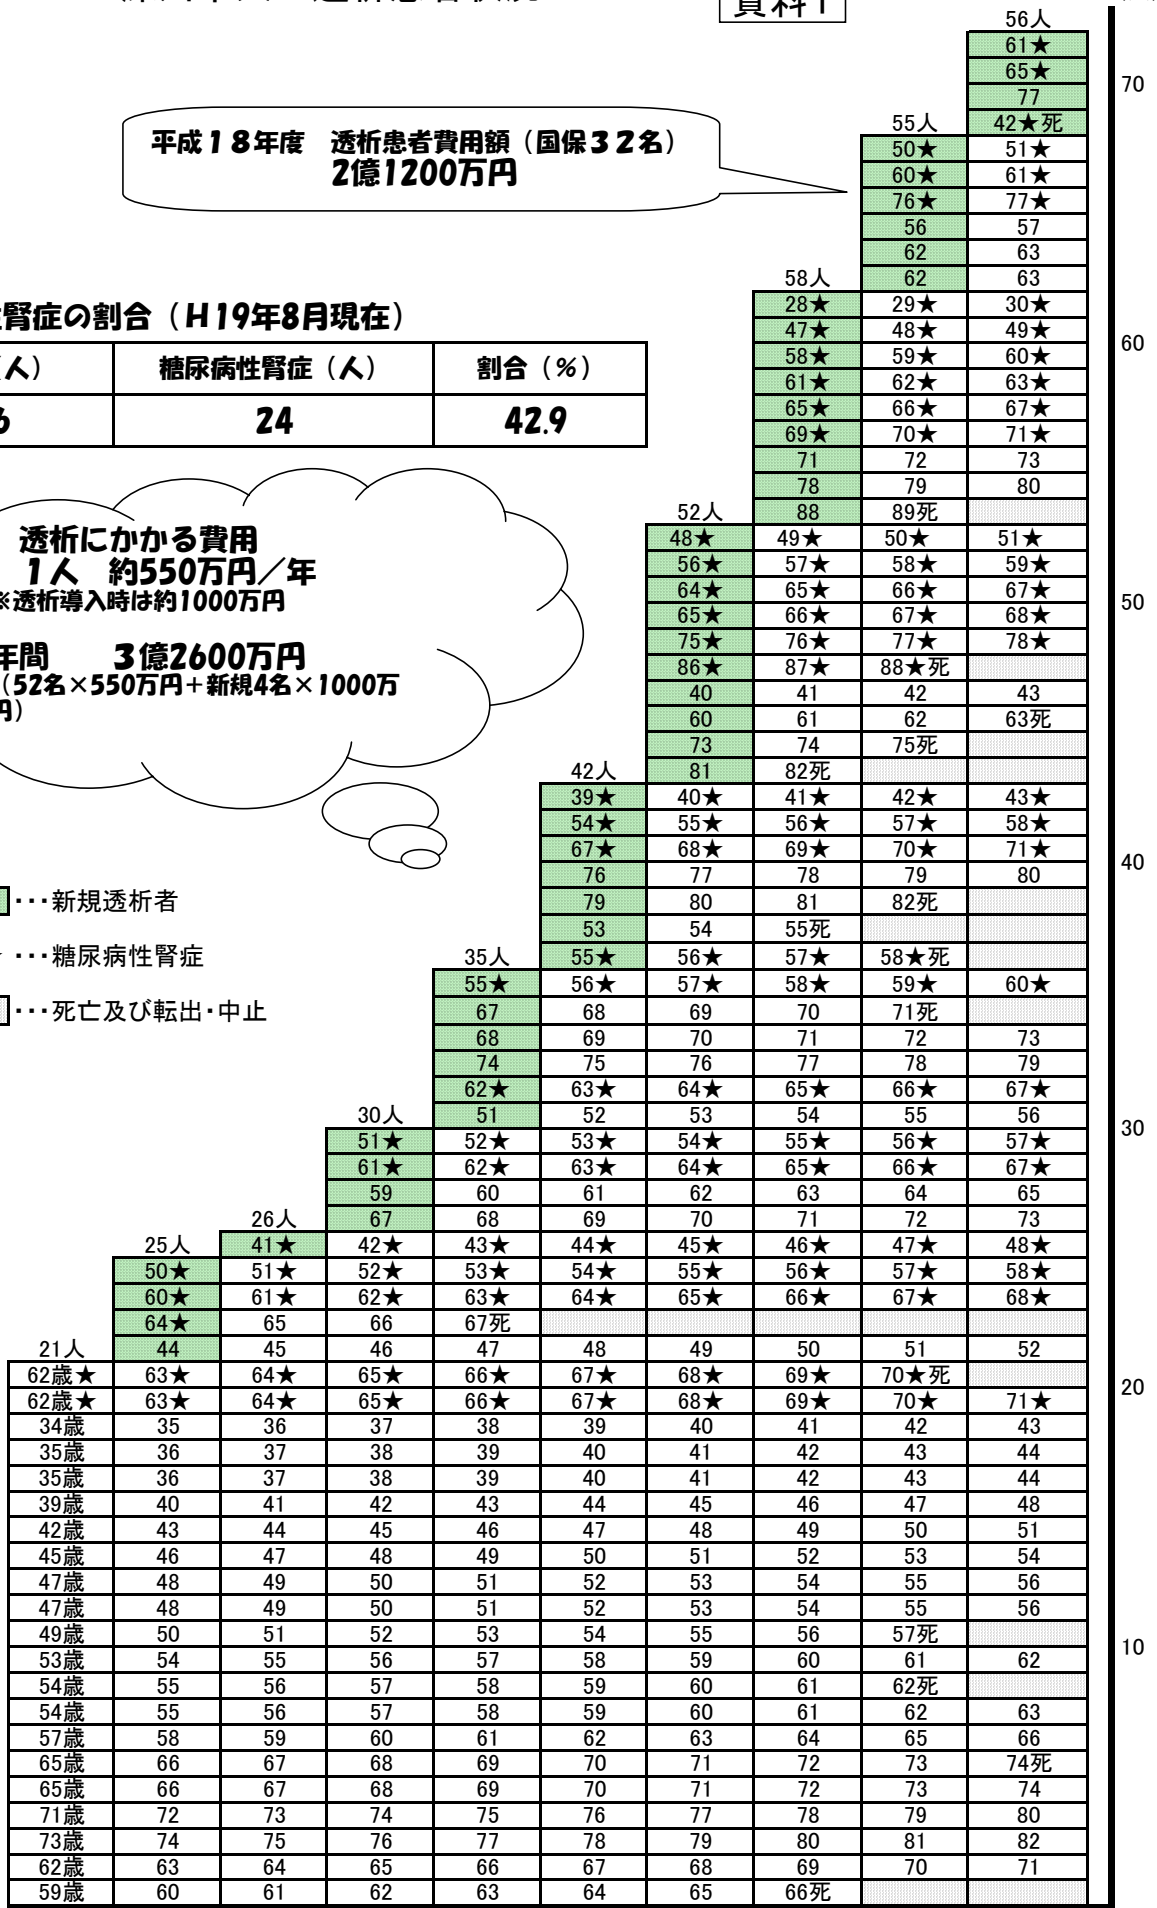 資料1
56人
61★
65★
77
70
55人 42★死
平成18年度 透析患者費用額（国保32名）
2億1200万円
50★ 51★
60★ 61★
76★ 77★
56 57
62 63
58人 62 63
性腎症の割合（H19年8月現在）
28★ 29★ 30★
47★ 48★ 49★
60
人） 糖尿病性腎症（人） 割合（%）
24 42.9
58★ 59★ 60★
61★ 62★ 63★
65★ 66★ 67★
69★ 70★ 71★
71 72 73
78 79 80
52人 88 89死
透析にかかる費用
1人 約550万円／年
※透析導入時は約1000万円
年間 3億2600万円
（52名×550万円＋新規4名×1000万
円）
48★ 49★ 50★ 51★
56★ 57★ 58★ 59★
64★ 65★ 66★ 67★
50
65★ 66★ 67★ 68★
75★ 76★ 77★ 78★
86★ 87★ 88★死
40 41 42 43
60 61 62 63死
73 74 75死
42人 81 82死
39★ 40★ 41★ 42★ 43★
54★ 55★ 56★ 57★ 58★
67★ 68★ 69★ 70★ 71★
40
76 77 78 79 80
79 80 81 82死
53 54 55死
35人 55★ 56★ 57★ 58★死
･･･新規透析者
･･･糖尿病性腎症
･･･死亡及び転出･中止
55★ 56★ 57★ 58★ 59★ 60★
67 68 69 70 71死
68 69 70 71 72 73
74 75 76 77 78 79
62★ 63★ 64★ 65★ 66★ 67★
30人 51 52 53 54 55 56
30
51★ 52★ 53★ 54★ 55★ 56★ 57★
61★ 62★ 63★ 64★ 65★ 66★ 67★
59 60 61 62 63 64 65
26人 67 68 69 70 71 72 73
25人 41★ 42★ 43★ 44★ 45★ 46★ 47★ 48★
50★ 51★ 52★ 53★ 54★ 55★ 56★ 57★ 58★
60★ 61★ 62★ 63★ 64★ 65★ 66★ 67★ 68★
64★ 65 66 67死
21人 44 45 46 47 48 49 50 51 52
62歳★ 63★ 64★ 65★ 66★ 67★ 68★ 69★ 70★死
20
62歳★ 63★ 64★ 65★ 66★ 67★ 68★ 69★ 70★ 71★
34歳 35 36 37 38 39 40 41 42 43
35歳 36 37 38 39 40 41 42 43 44
35歳 36 37 38 39 40 41 42 43 44
39歳 40 41 42 43 44 45 46 47 48
42歳 43 44 45 46 47 48 49 50 51
45歳 46 47 48 49 50 51 52 53 54
47歳 48 49 50 51 52 53 54 55 56
47歳 48 49 50 51 52 53 54 55 56
49歳 50 51 52 53 54 55 56 57死
10
53歳 54 55 56 57 58 59 60 61 62
54歳 55 56 57 58 59 60 61 62死
54歳 55 56 57 58 59 60 61 62 63
57歳 58 59 60 61 62 63 64 65 66
65歳 66 67 68 69 70 71 72 73 74死
65歳 66 67 68 69 70 71 72 73 74
71歳 72 73 74 75 76 77 78 79 80
73歳 74 75 76 77 78 79 80 81 82
62歳 63 64 65 66 67 68 69 70 71
59歳 60 61 62 63 64 65 66死